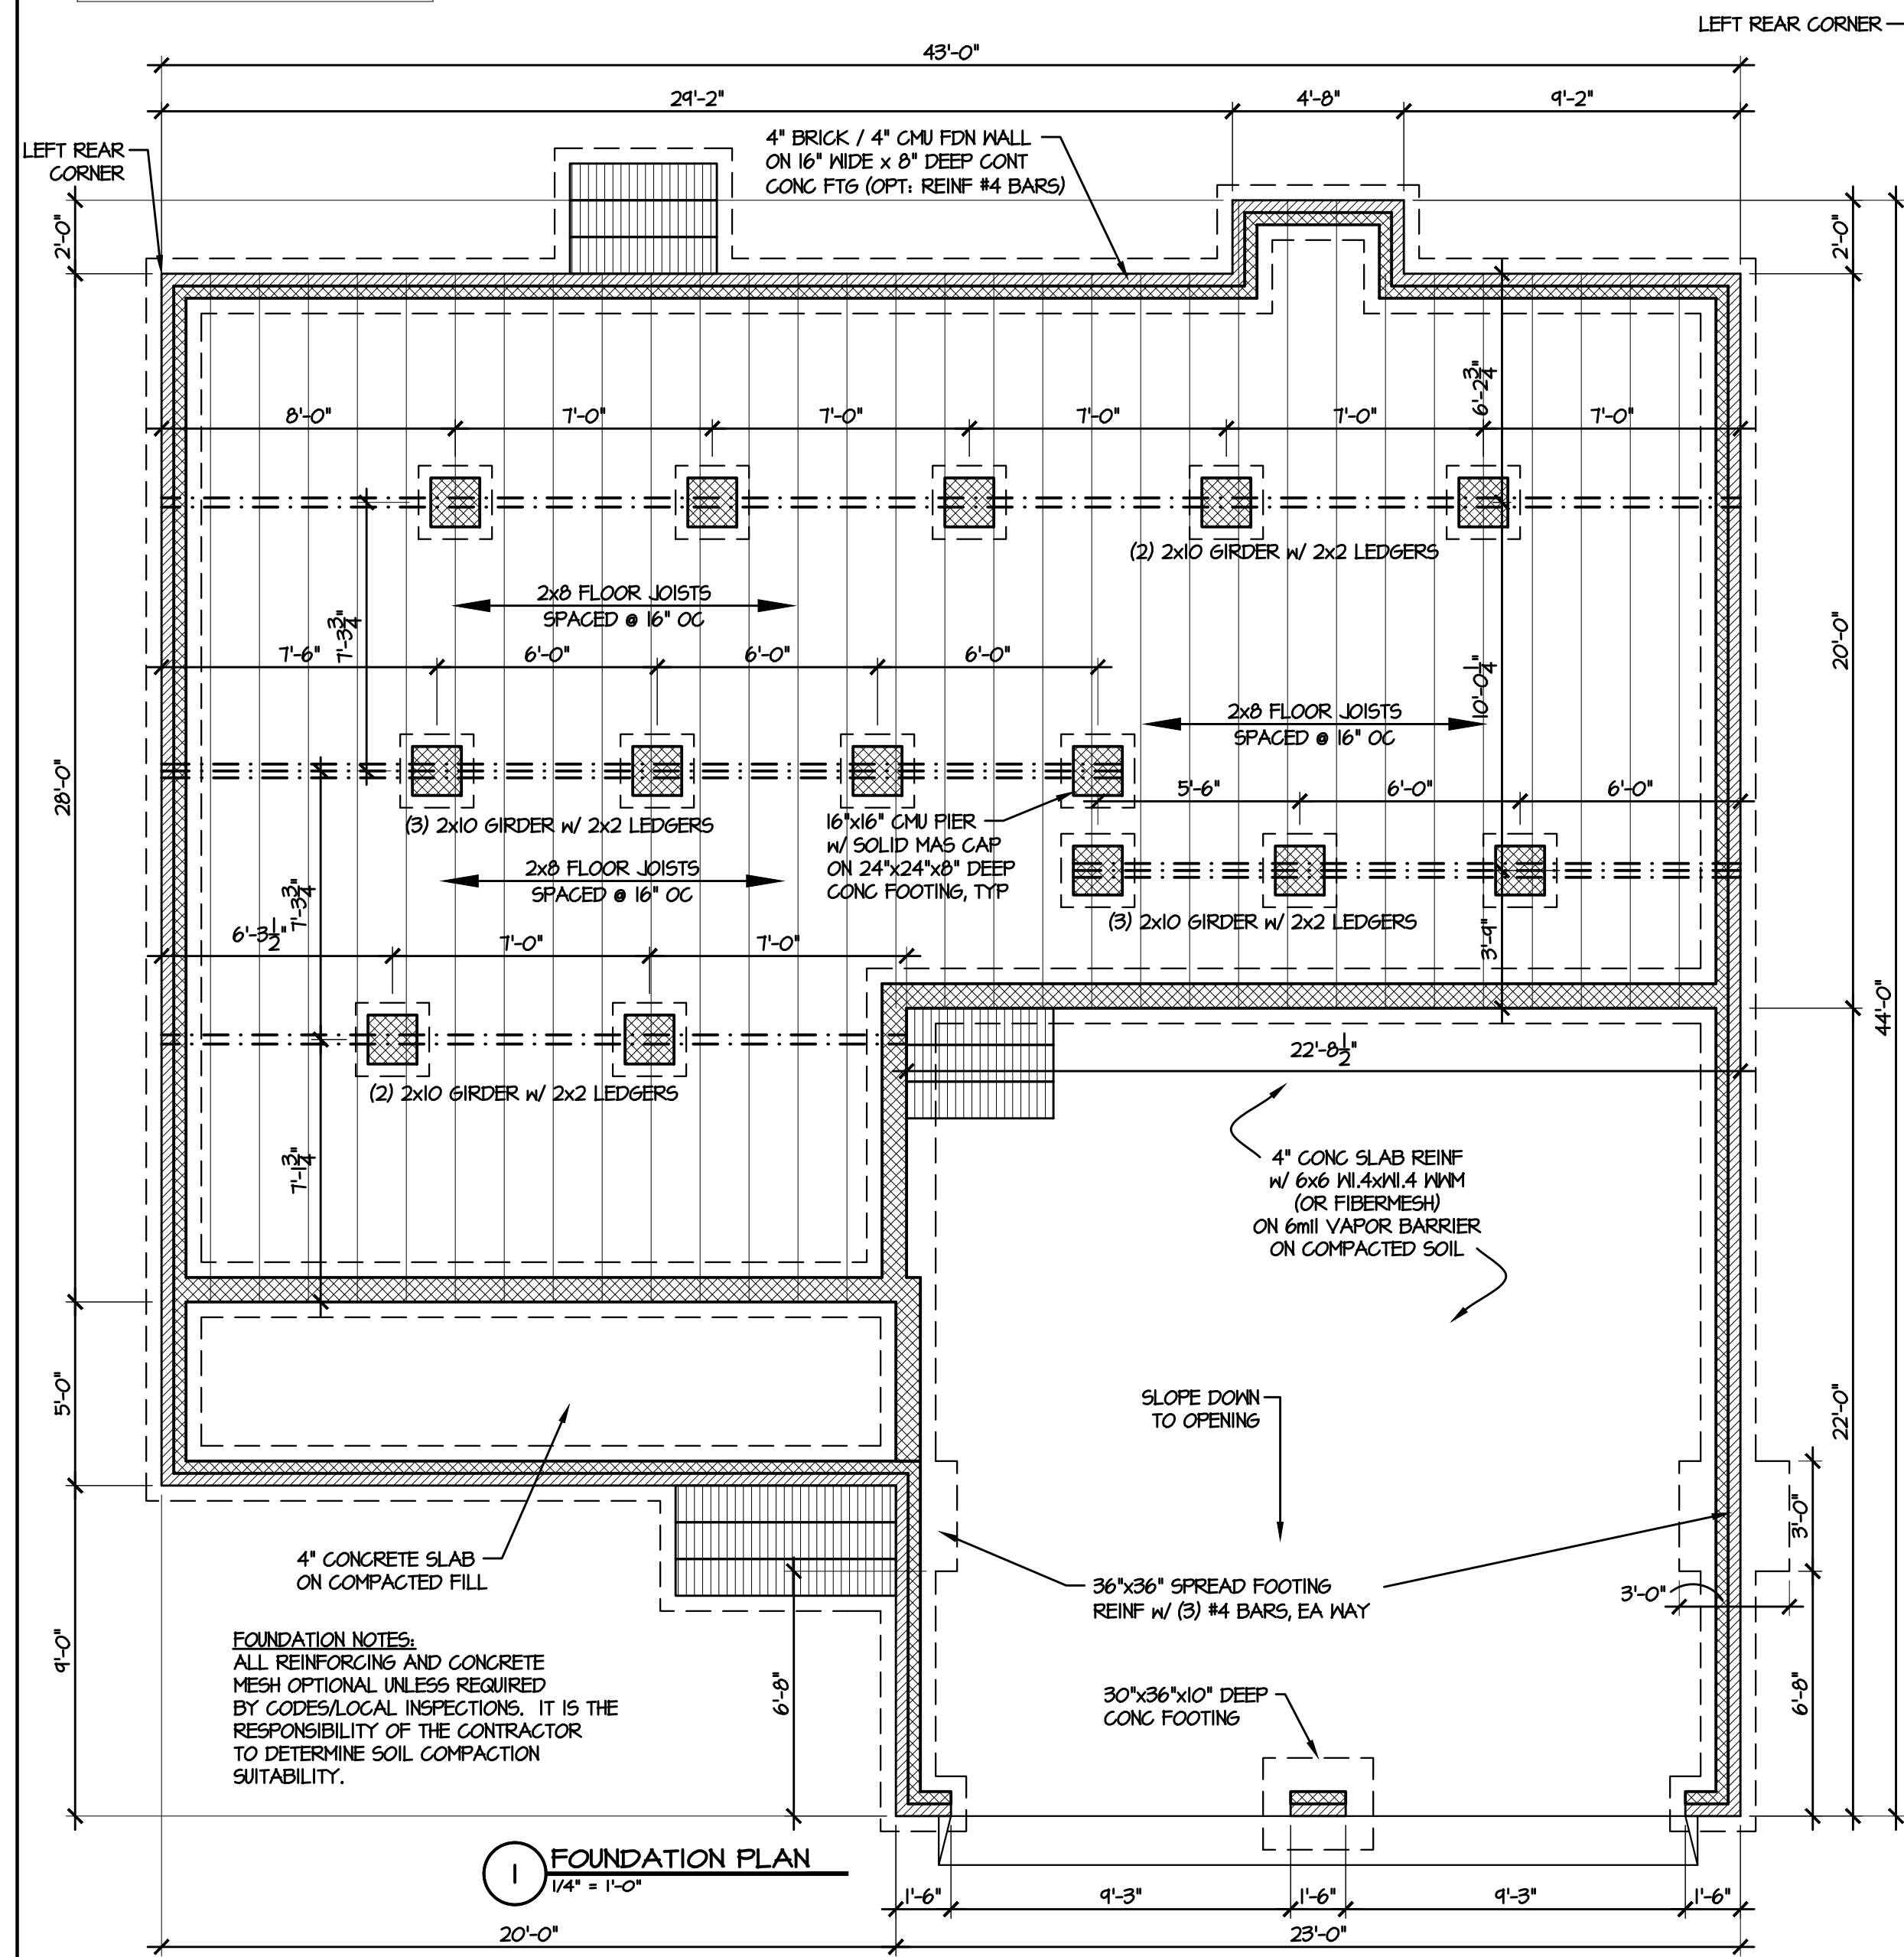 LEFT REAR CORNER
43'-0"
29'-2"
4'-8"
9'-2"
LEFT REAR
CORNER
4" BRICK / 4" CMU FDN WALL
ON 16" WIDE x 8" DEEP CONT
CONC FTG (OPT: REINF #4 BARS)
2'-0"
2'-0"
6'-2 3/4"
8'-0"
7'-0"
7'-0"
7'-0"
7'-0"
7'-0"
(2) 2x10 GIRDER w/ 2x2 LEDGERS
2x8 FLOOR JOISTS
SPACED @ 16" OC
7'-3 3/4"
20'-0"
7'-6"
6'-0"
6'-0"
6'-0"
10'-0 1/4"
2x8 FLOOR JOISTS
SPACED @ 16" OC
28'-0"
5'-6"
6'-0"
6'-0"
(3) 2x10 GIRDER w/ 2x2 LEDGERS
16"x16" CMU PIER
w/ SOLID MAS CAP
ON 24"x24"x8" DEEP
CONC FOOTING, TYP
2x8 FLOOR JOISTS
SPACED @ 16" OC
7'-3 3/4"
(3) 2x10 GIRDER w/ 2x2 LEDGERS
3'-9"
6'-3 1/2"
7'-0"
7'-0"
44'-0"
22'-8 1/2"
(2) 2x10 GIRDER w/ 2x2 LEDGERS
7'-1 3/4"
4" CONC SLAB REINF
w/ 6x6 W1.4xW1.4 WWM
(OR FIBERMESH)
ON 6mil VAPOR BARRIER
ON COMPACTED SOIL
5'-0"
SLOPE DOWN
TO OPENING
22'-0"
3'-0"
4" CONCRETE SLAB
ON COMPACTED FILL
36"x36" SPREAD FOOTING
REINF w/ (3) #4 BARS, EA WAY
3'-0"
9'-0"
FOUNDATION NOTES:
ALL REINFORCING AND CONCRETE
MESH OPTIONAL UNLESS REQUIRED
BY CODES/LOCAL INSPECTIONS. IT IS THE
RESPONSIBILITY OF THE CONTRACTOR
TO DETERMINE SOIL COMPACTION
SUITABILITY.
6'-8"
6'-8"
30"x36"x10" DEEP
CONC FOOTING
1
FOUNDATION PLAN
1/4" = 1'-0"
1'-6"
9'-3"
1'-6"
9'-3"
1'-6"
20'-0"
23'-0"